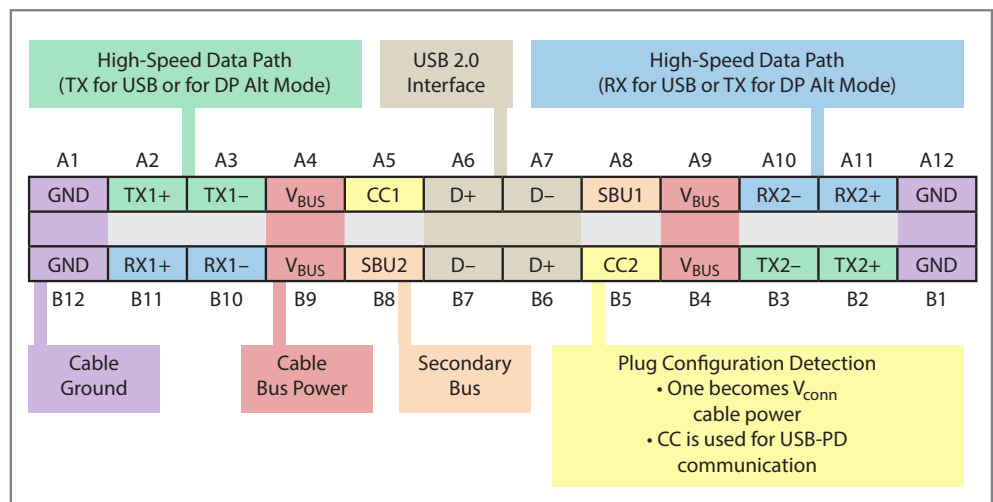 High-Speed Data Path
(TX for USB or for DP Alt Mode)
USB 2.0
Interface
High-Speed Data Path
(RX for USB or TX for DP Alt Mode)
A1 A2 A3 A4 A5 A6 A7 A8 A9 A10 A11 A12
GND TX1+ TX1– VBUS CC1 D+ D– SBU1 VBUS RX2– RX2+ GND
GND RX1+ RX1– VBUS SBU2 D– D+ CC2 VBUS TX2– TX2+ GND
B12 B11 B10 B9 B8 B7 B6 B5 B4 B3 B2 B1
Cable
Ground
Cable
Bus Power
Secondary
Bus
Plug Configuration Detection
• One becomes Vconn
cable power
• CC is used for USB-PD
communication